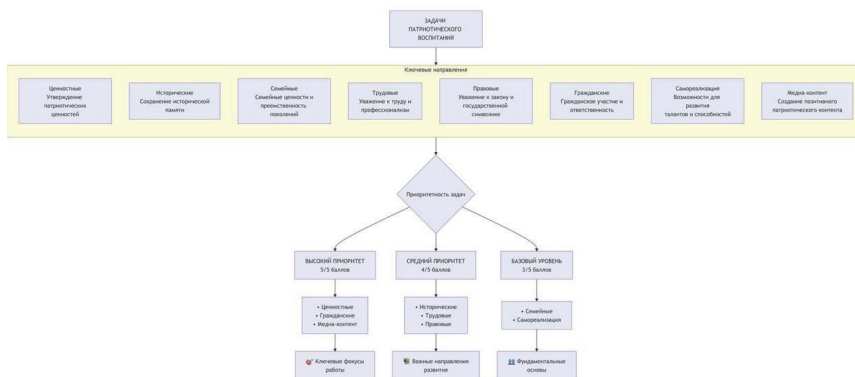 ЗАДАЧИ
ПАТРИОТИЧЕСКОГО
ВОСПИТАНИЯ
Ключевые направления
Ценностные
Утверждение
патриотических
ценностей
Исторические
Сохранение исторической
памяти
Семейные
Семейные ценности и
преемственность
поколений
Трудовые
Уважение к труду и
профессионализм
Правовые
Уважение к закону и
государственной
символике
Гражданские
Гражданское участие и
ответственность
Самореализация
Возможности для
развития
талантов и способностей
Медиа-контент
Создание позитивного
патриотического контента
Приоритетность задач
ВЫСОКИЙ ПРИОРИТЕТ
5/5 баллов
СРЕДНИЙ ПРИОРИТЕТ
4/5 баллов
БАЗОВЫЙ УРОВЕНЬ
3/5 баллов
• Ценностные
• Гражданские
• Медиа-контент
• Исторические
• Трудовые
• Правовые
• Семейные
• Самореализация
🎯 Ключевые фокусы
работы
📚 Важные направления
развития
👥 Фундаментальные
основы